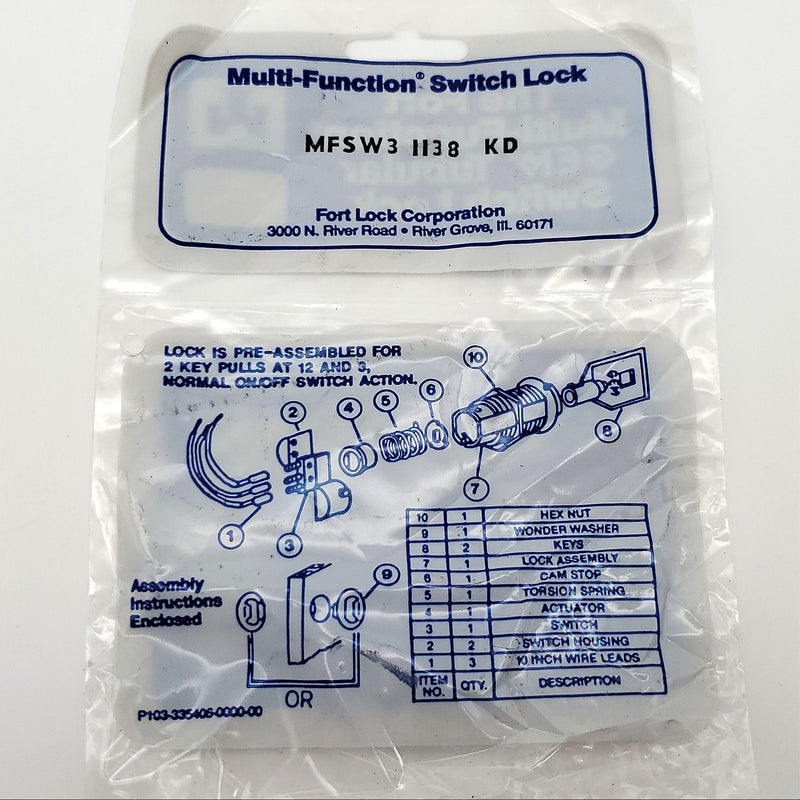 Multi-Function® Switch Lock
MFSW3 1138 KD
Fort Lock Corporation
3000 N. River Road • River Grove, Ill. 60171
LOCK IS PRE-ASSEMBLED FOR
2 KEY PULLS AT 12 AND 3,
NORMAL ON/OFF SWITCH ACTION.
10
6
5
4
2
8
7
1
3
9
Assembly
Instructions
Enclosed
OR
10 1 HEX NUT
9 1 WONDER WASHER
8 2 KEYS
7 1 LOCK ASSEMBLY
6 1 CAM STOP
5 1 TORSION SPRING
4 1 ACTUATOR
3 1 SWITCH
2 2 SWITCH HOUSING
1 3 10 INCH WIRE LEADS
ITEM NO. QTY. DESCRIPTION
P103-335406-0000-00